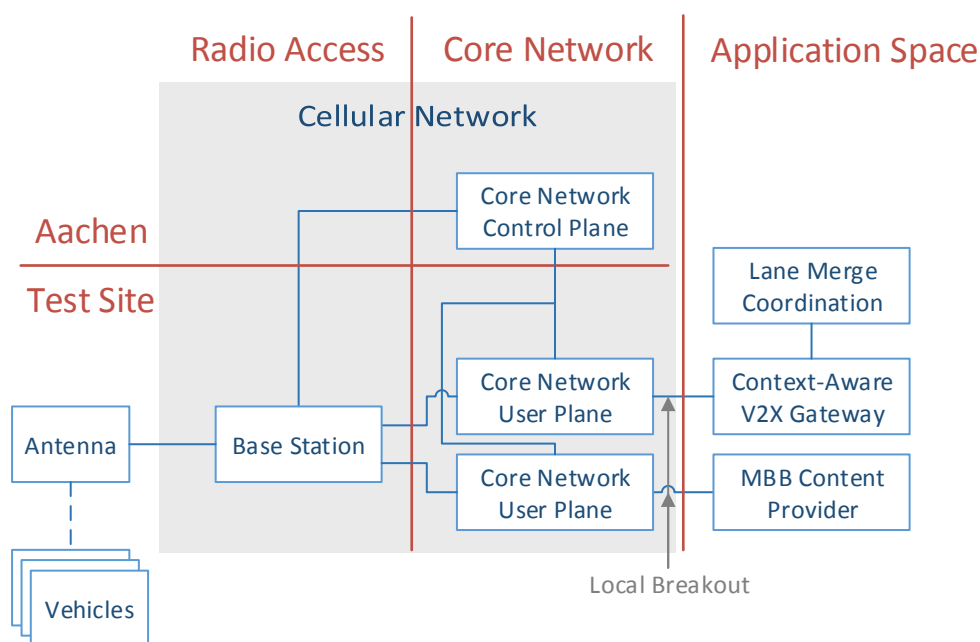 Radio Access
Core Network
Application Space
Cellular Network
Core Network
Control Plane
Aachen
Test Site
Lane Merge
Coordination
Core Network
User Plane
Context-Aware
V2X Gateway
Antenna
Base Station
Core Network
User Plane
MBB Content
Provider
Local Breakout
Vehicles